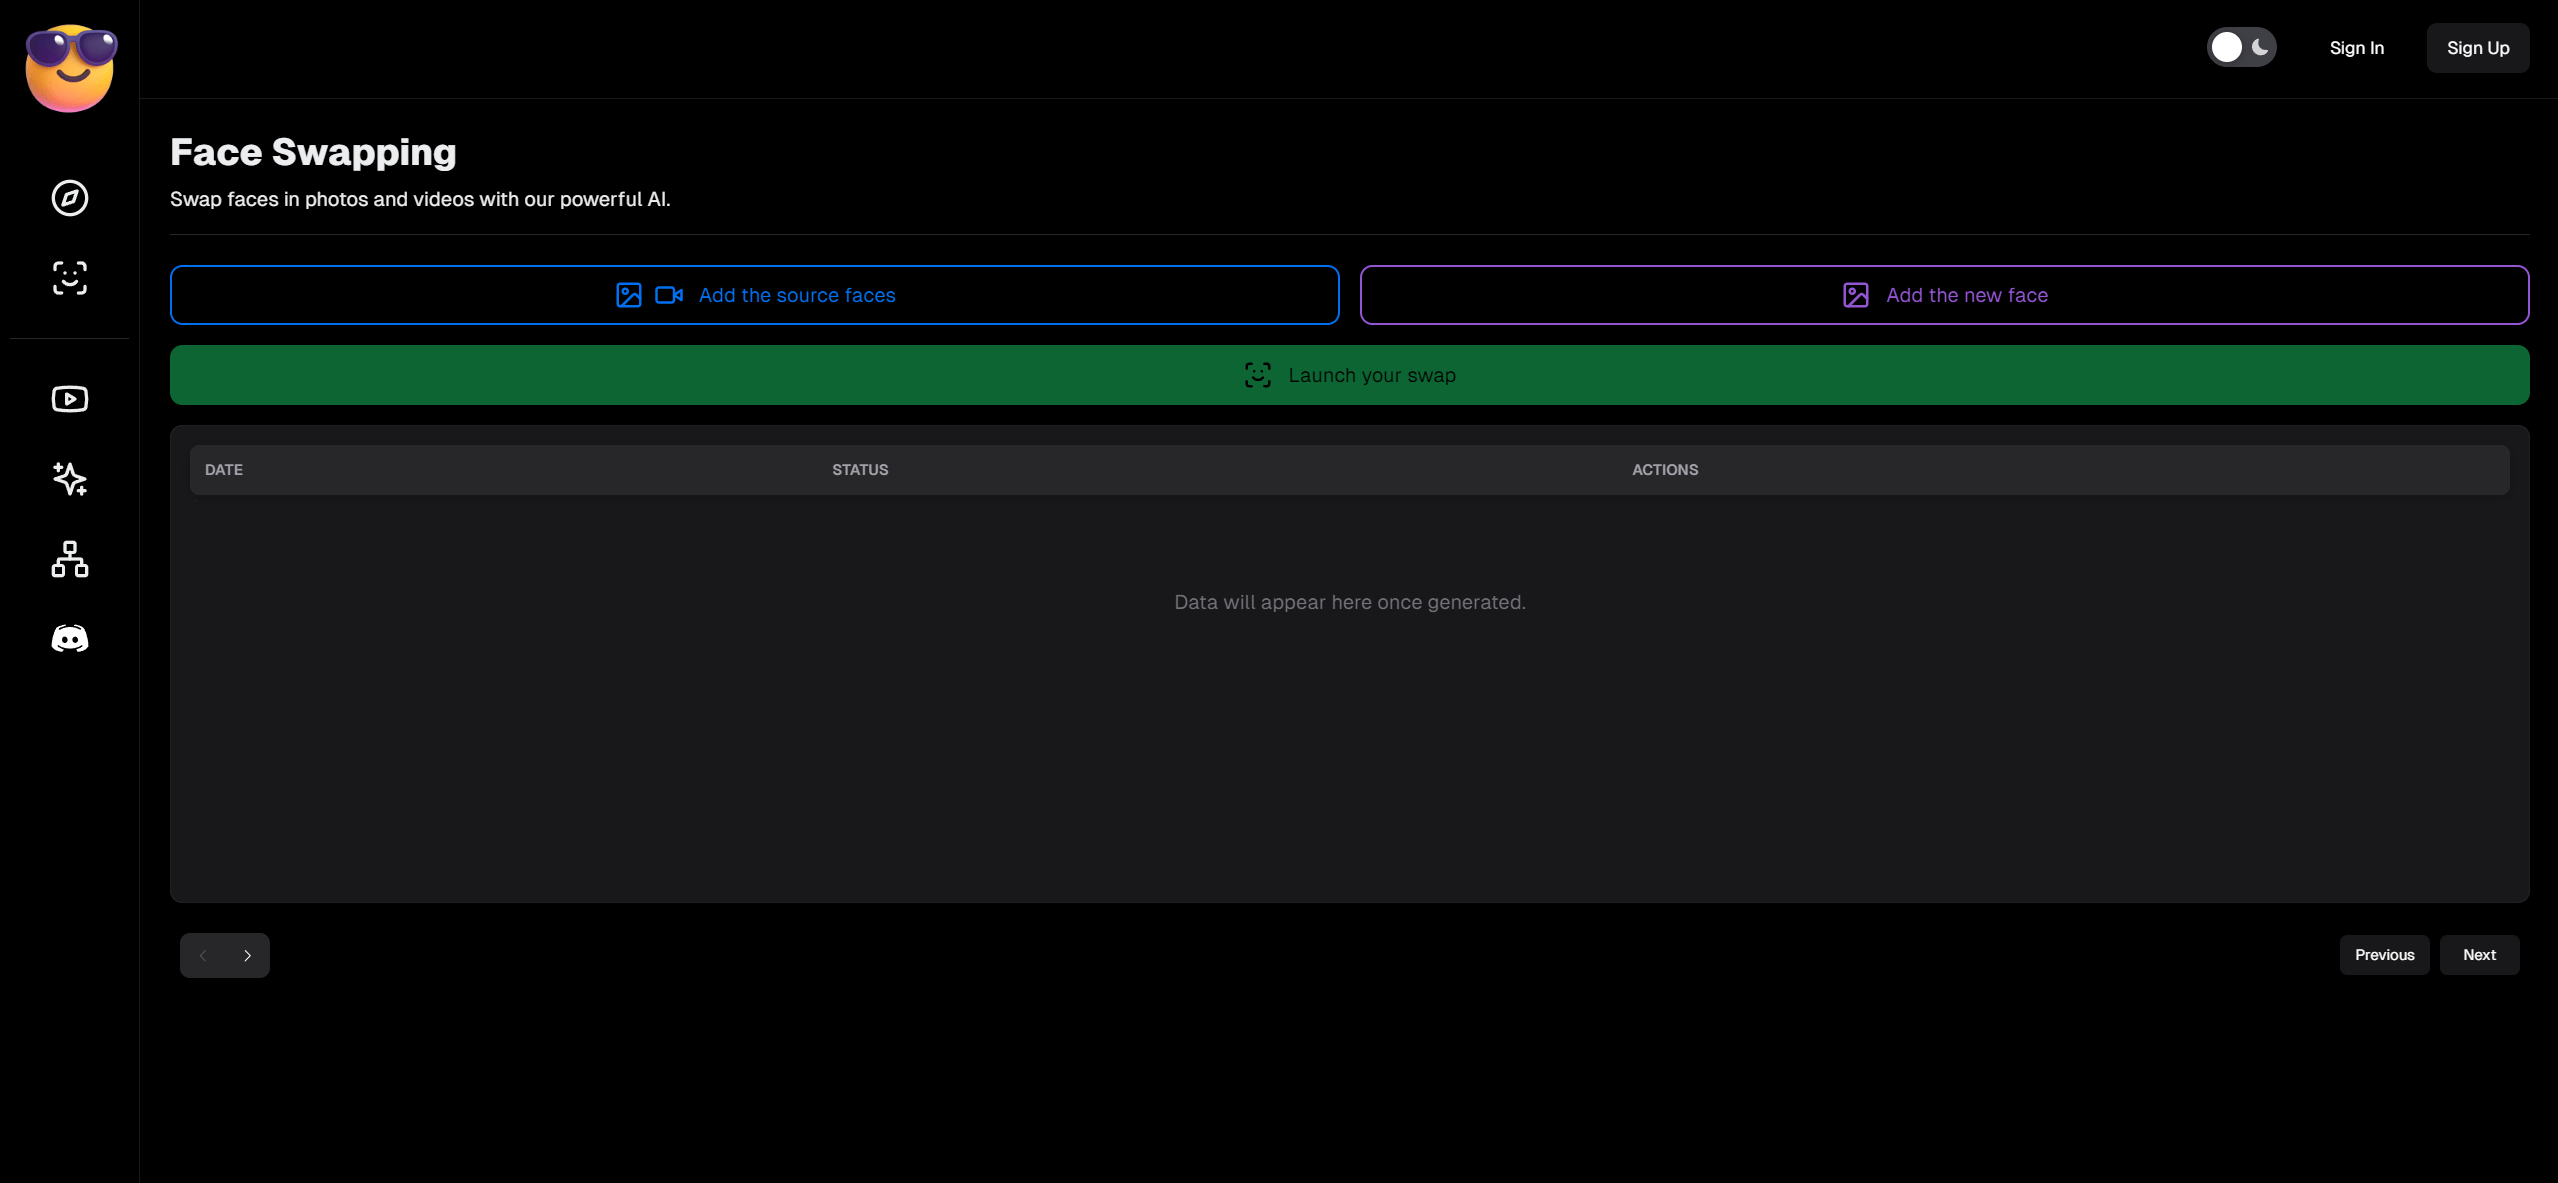 Sign In
Sign Up
Face Swapping
Swap faces in photos and videos with our powerful AI.
Add the source faces
Add the new face
Launch your swap
DATE STATUS ACTIONS
Data will appear here once generated.
Previous
Next